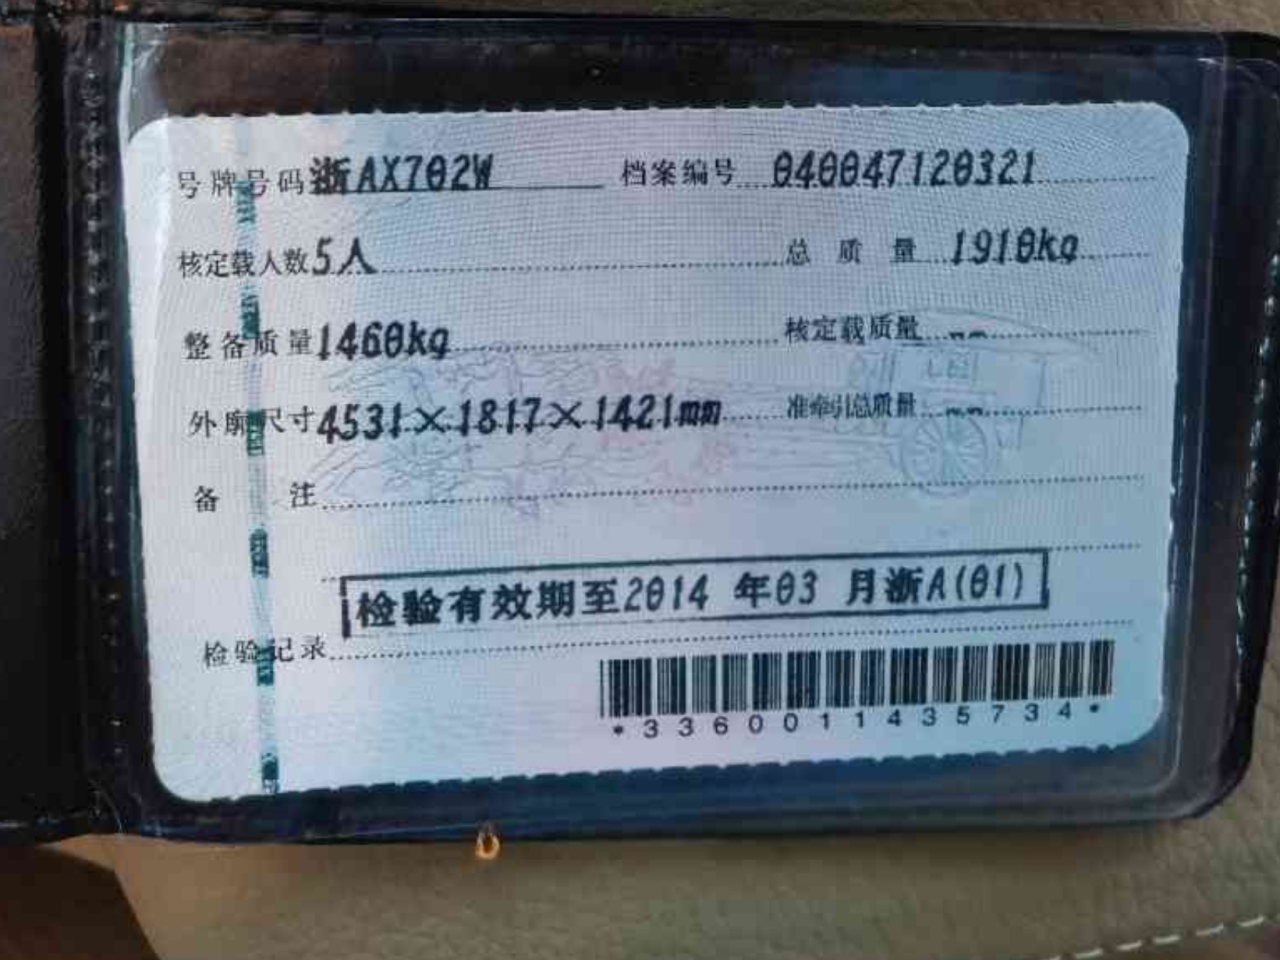 号牌号码 浙AX702W 档案编号 040047120321
核定载人数 5人 总质量 1910kg
整备质量 1460kg 核定载质量 --
外廓尺寸 4531×1817×1421mm 准牵引总质量 --
备注
检验有效期至2014 年03 月浙A(01)
检验记录
*3360011435734*